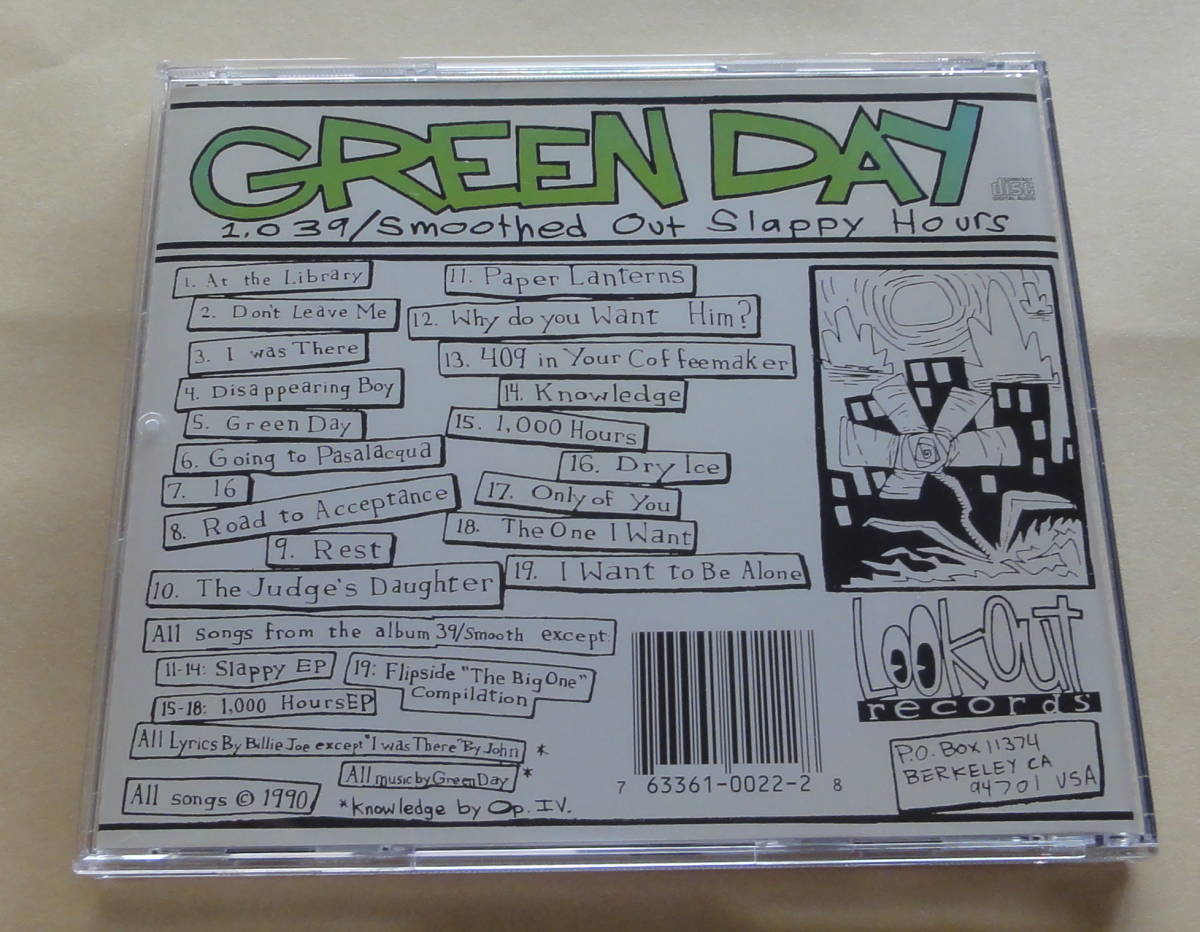 GREEN DAY
COMPACT
disc
DIGITAL AUDIO
1,039/Smoothed Out Slappy Hours
1. At the Library
2. Don't Leave Me
3. I was There
4. Disappearing Boy
5. Green Day
6. Going to Pasalacqua
7. 16
8. Road to Acceptance
9. Rest
10. The Judge's Daughter
11. Paper Lanterns
12. Why do you Want Him?
13. 409 in Your Coffeemaker
14. Knowledge
15. 1,000 Hours
16. Dry Ice
17. Only of You
18. The One I Want
19. I Want to Be Alone
All songs from the album 39/Smooth except:
11-14: Slappy EP
15-18: 1,000 Hours EP
19: Flipside "The Big One"
Compilation
All Lyrics By Billie Joe except "I was There" By John *
All music by Green Day *
All songs © 1990
*Knowledge by Op. IV.
7 63361-0022-2 8
Lookout
records
P.O. Box 11374
BERKELEY CA
94701 USA